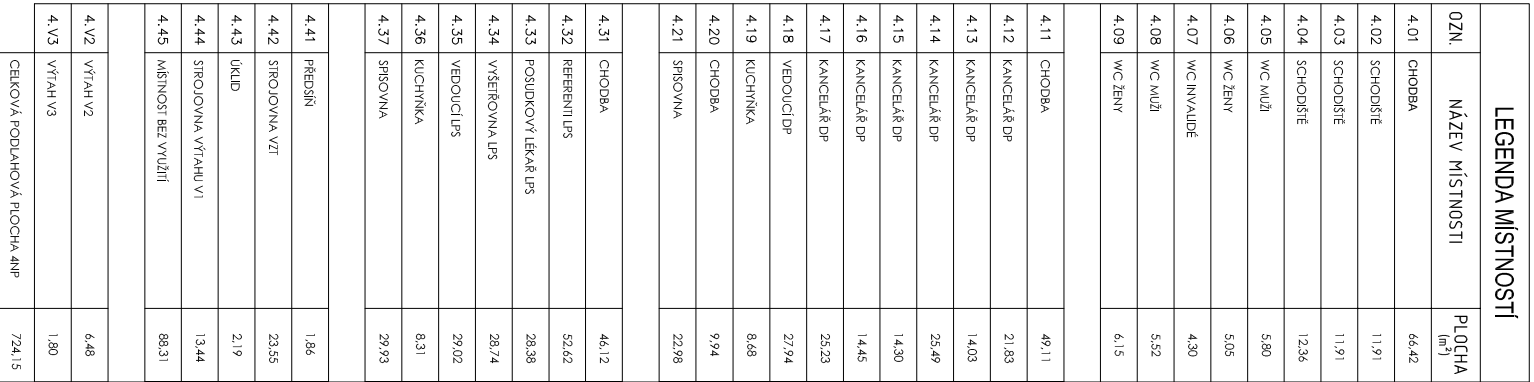 LEGENDA MÍSTNOSTÍ
OZN. NÁZEV MÍSTNOSTI PLOCHA (m²)
4.01 CHODBA 66,42
4.02 SCHODIŠTĚ 11,91
4.03 SCHODIŠTĚ 11,91
4.04 SCHODIŠTĚ 12,36
4.05 WC MUŽI 5,80
4.06 WC ŽENY 5,05
4.07 WC INVALIDÉ 4,30
4.08 WC MUŽI 5,52
4.09 WC ŽENY 6,15
4.11 CHODBA 49,11
4.12 KANCELÁŘ DP 21,83
4.13 KANCELÁŘ DP 14,03
4.14 KANCELÁŘ DP 25,49
4.15 KANCELÁŘ DP 14,30
4.16 KANCELÁŘ DP 14,45
4.17 KANCELÁŘ DP 25,23
4.18 VEDOUCÍ DP 27,94
4.19 KUCHYŇKA 8,68
4.20 CHODBA 9,94
4.21 SPISOVNA 22,98
4.31 CHODBA 46,12
4.32 REFERENTI LPS 52,62
4.33 POSUDKOVÝ LÉKAŘ LPS 28,38
4.34 VYŠETŘOVNA LPS 28,74
4.35 VEDOUCÍ LPS 29,02
4.36 KUCHYŇKA 8,31
4.37 SPISOVNA 29,93
4.41 PŘEDSÍŇ 1,86
4.42 STROJOVNA VZT 23,55
4.43 ÚKLID 2,19
4.44 STROJOVNA VÝTAHU V1 13,44
4.45 MÍSTNOST BEZ VYUŽITÍ 88,31
4.V2 VÝTAH V2 6,48
4.V3 VÝTAH V3 1,80
CELKOVÁ PODLAHOVÁ PLOCHA 4NP 724,15